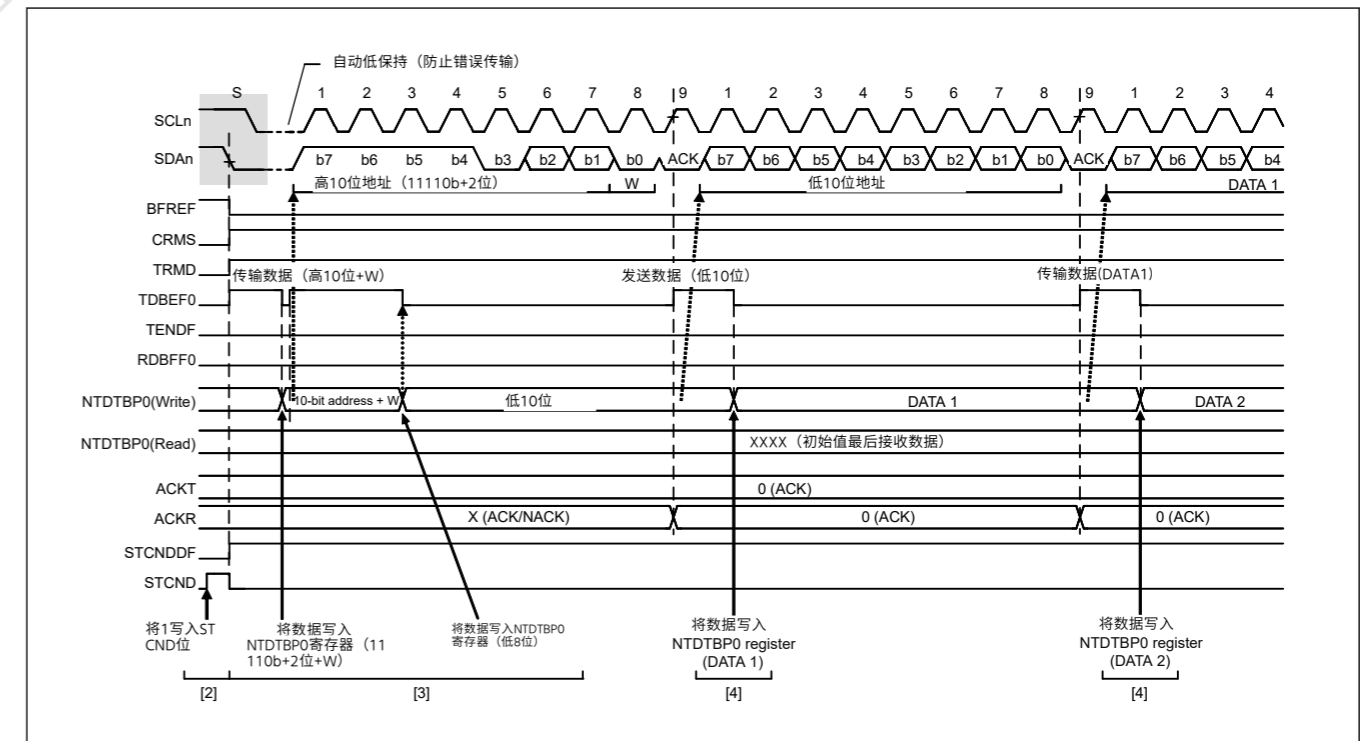 自动低保持（防止错误传输）
S 1 2 3 4 5 6 7 8 9 1 2 3 4 5 6 7 8 9 1 2 3 4
SCLn
SDAn b7 b6 b5 b4 b3 b2 b1 b0 ACK b7 b6 b5 b4 b3 b2 b1 b0 ACK b7 b6 b5 b4
高10位地址（11110b+2位） W 低10位地址 DATA 1
BFREF
CRMS
TRMD
传输数据（高10位+W） 发送数据（低10位） 传输数据(DATA1)
TDBEF0
TENDF
RDBFF0
NTDTBP0(Write) 10-bit address + W 低10位 DATA 1 DATA 2
NTDTBP0(Read) XXXX（初始值最后接收数据）
ACKT 0 (ACK)
ACKR X (ACK/NACK) 0 (ACK) 0 (ACK)
STCNDDF
STCND
将1写入ST
CND位
将数据写入
NTDTBP0寄存器（11
110b+2位+W）
将数据写入NTDTBP0
寄存器（低8位）
将数据写入
NTDTBP0 register
(DATA 1)
将数据写入
NTDTBP0 register
(DATA 2)
[2] [3] [4] [4]